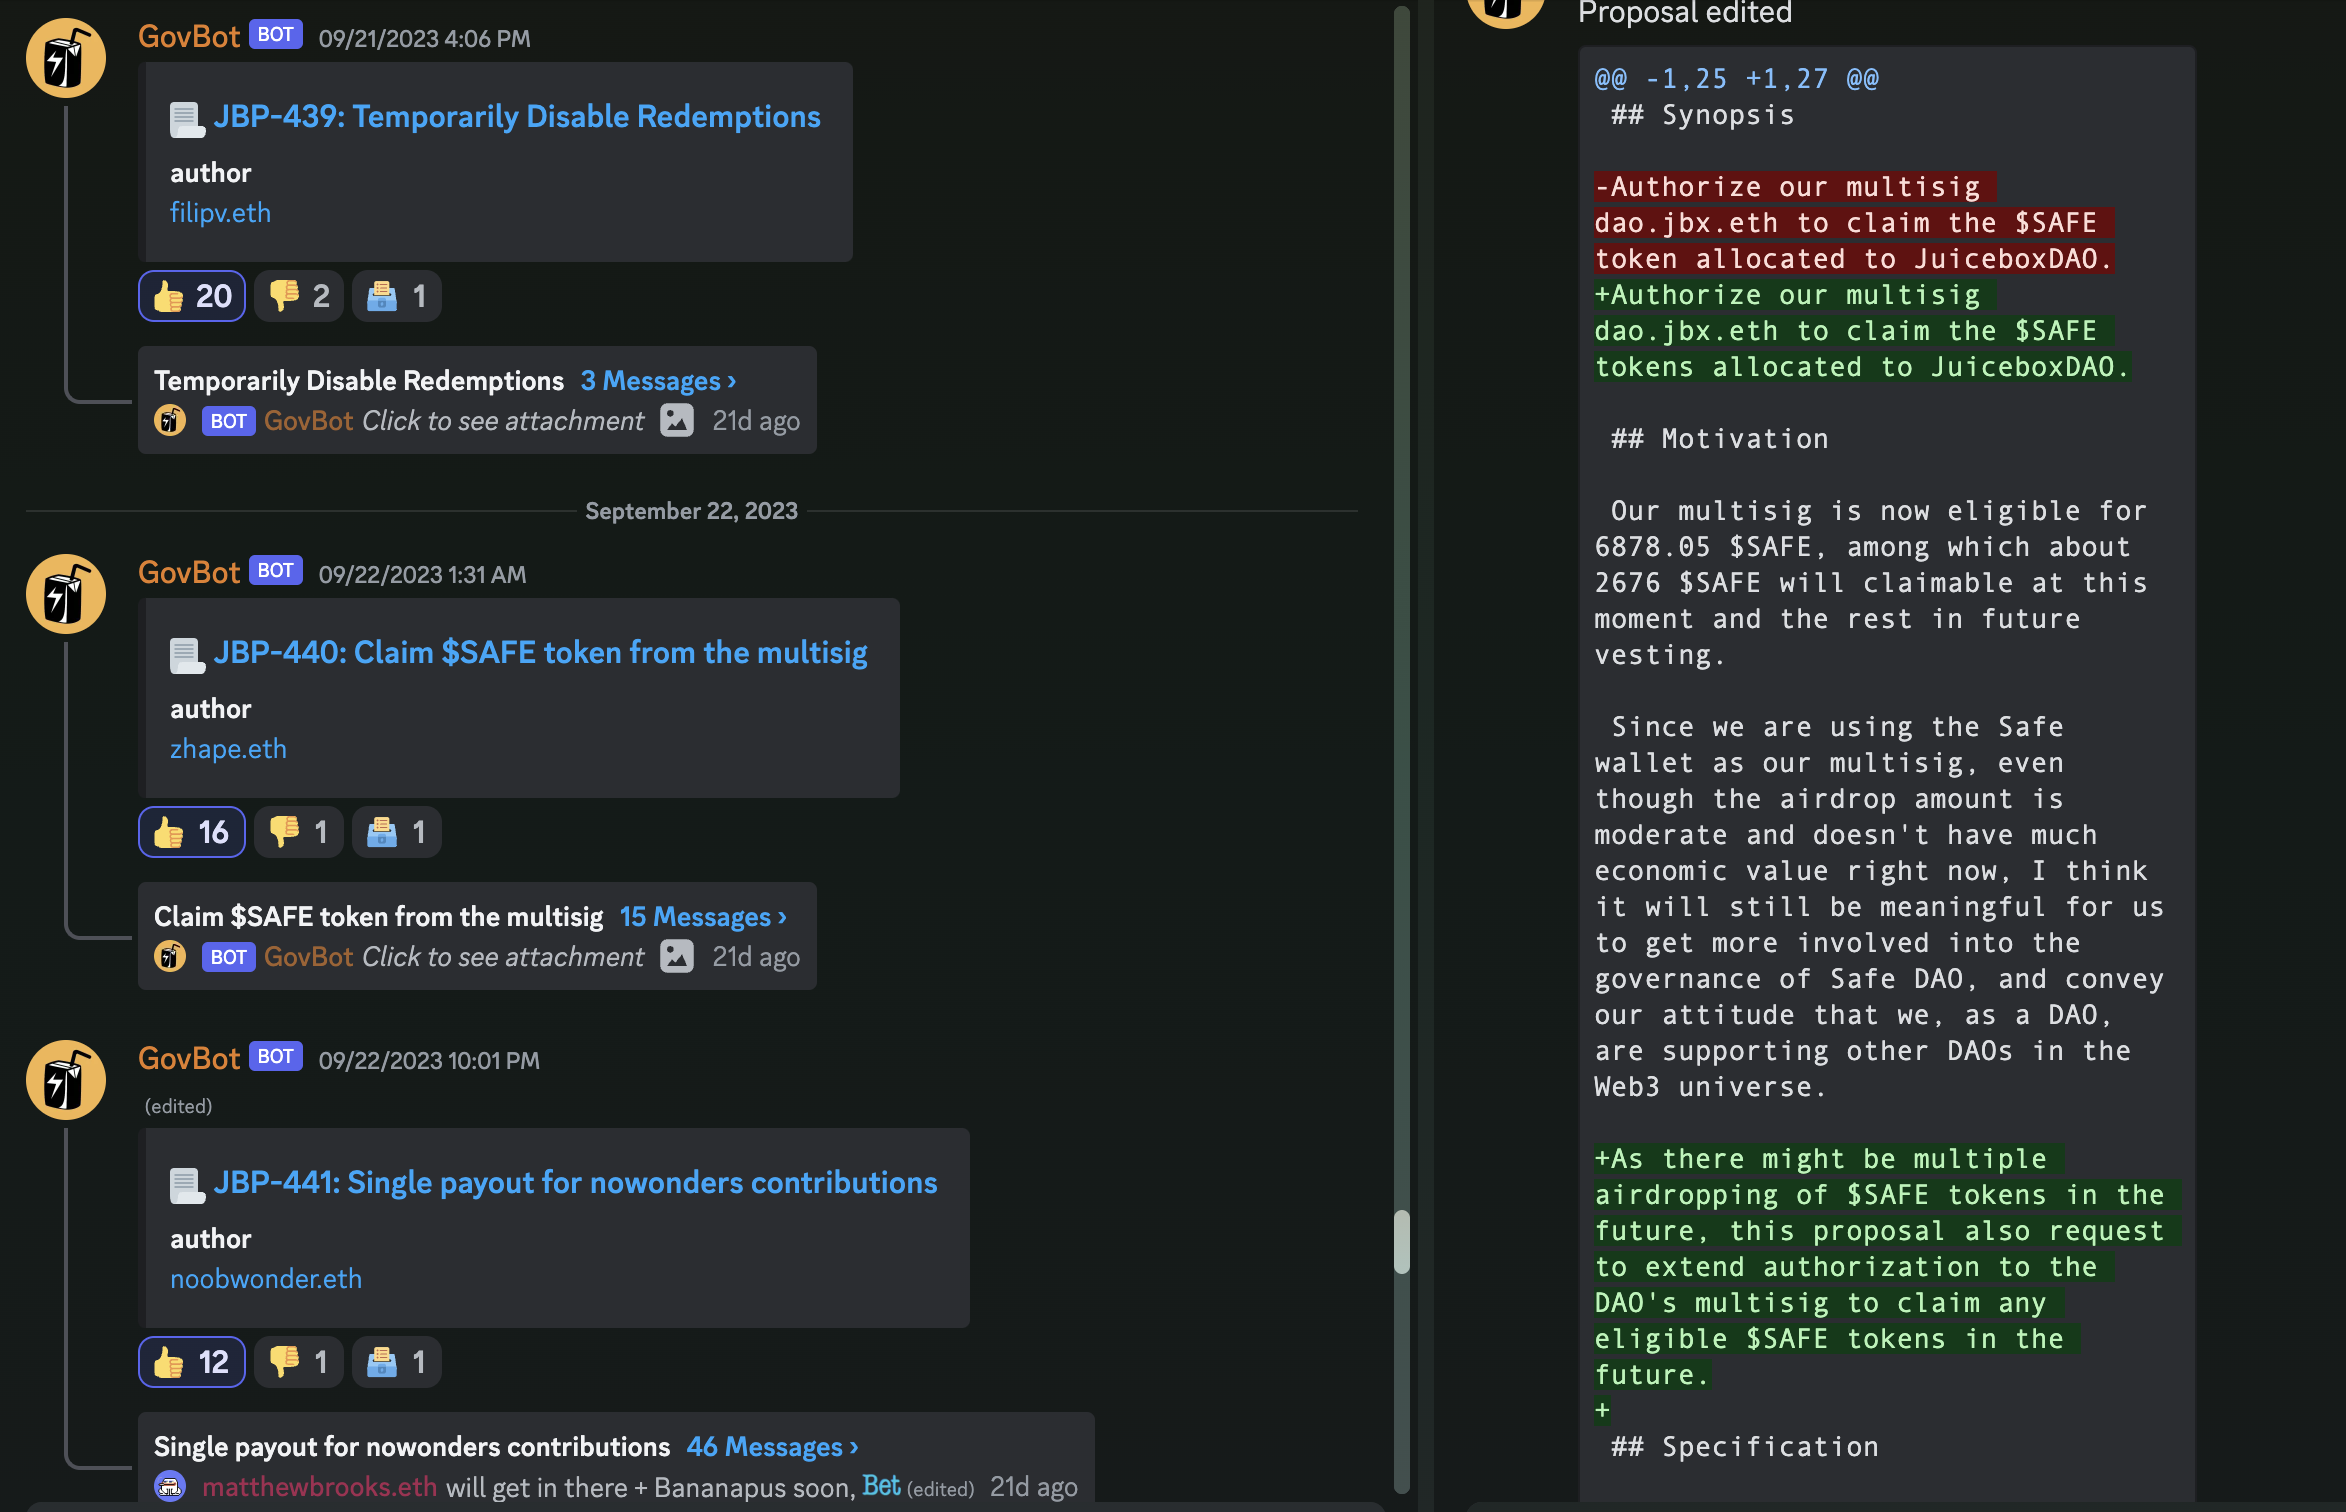 GovBot BOT 09/21/2023 4:06 PM
JBP-439: Temporarily Disable Redemptions
author
filipv.eth
20 2 1
Temporarily Disable Redemptions 3 Messages ›
BOT GovBot Click to see attachment 21d ago
September 22, 2023
GovBot BOT 09/22/2023 1:31 AM
JBP-440: Claim $SAFE token from the multisig
author
zhape.eth
16 1 1
Claim $SAFE token from the multisig 15 Messages ›
BOT GovBot Click to see attachment 21d ago
GovBot BOT 09/22/2023 10:01 PM
(edited)
JBP-441: Single payout for nowonders contributions
author
noobwonder.eth
12 1 1
Single payout for nowonders contributions 46 Messages ›
matthewbrooks.eth will get in there + Bananapus soon, Bet (edited) 21d ago
Proposal edited
@@ -1,25 +1,27 @@
## Synopsis
-Authorize our multisig
dao.jbx.eth to claim the $SAFE
token allocated to JuiceboxDAO.
+Authorize our multisig
dao.jbx.eth to claim the $SAFE
tokens allocated to JuiceboxDAO.
## Motivation
Our multisig is now eligible for
6878.05 $SAFE, among which about
2676 $SAFE will claimable at this
moment and the rest in future
vesting.
Since we are using the Safe
wallet as our multisig, even
though the airdrop amount is
moderate and doesn't have much
economic value right now, I think
it will still be meaningful for us
to get more involved into the
governance of Safe DAO, and convey
our attitude that we, as a DAO,
are supporting other DAOs in the
Web3 universe.
+As there might be multiple
airdropping of $SAFE tokens in the
future, this proposal also request
to extend authorization to the
DAO's multisig to claim any
eligible $SAFE tokens in the
future.
+
## Specification